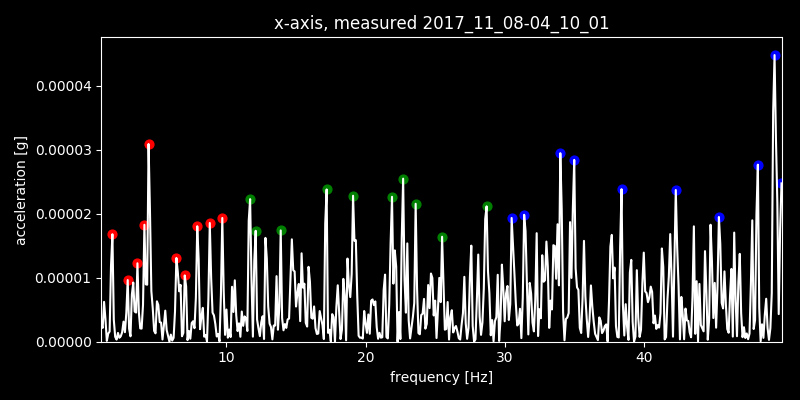 x-axis, measured 2017_11_08-04_10_01
acceleration [g]
0.00004
0.00003
0.00002
0.00001
0.00000
10 20 30 40
frequency [Hz]